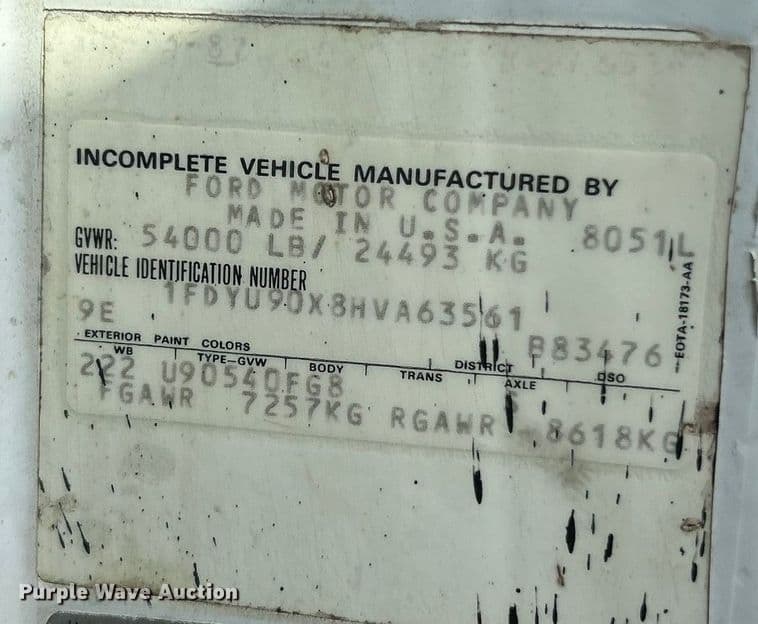 -87
INCOMPLETE VEHICLE MANUFACTURED BY
FORD MOTOR COMPANY
MADE IN U.S.A.
8051L
GVWR: 54000 LB/ 24493 KG
VEHICLE IDENTIFICATION NUMBER
1FDYU90X8HVA63561
9E
B83476
EXTERIOR PAINT COLORS
DISTRICT
DSO
WB TYPE-GVW BODY TRANS AXLE
222 U90540FG8
FGAWR 7257KG RGAWR 8618KG
EOTA-18173-AA
Purple Wave Auction